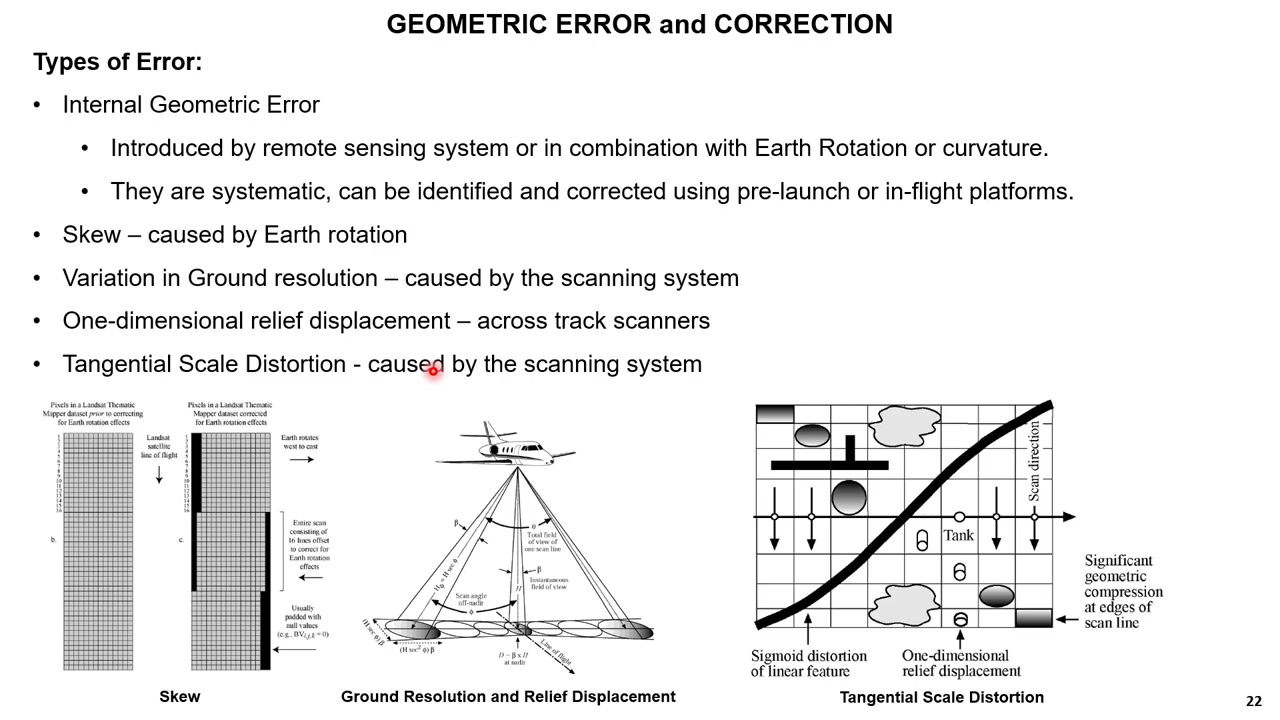 GEOMETRIC ERROR and CORRECTION
Types of Error:
• Internal Geometric Error
• Introduced by remote sensing system or in combination with Earth Rotation or curvature.
• They are systematic, can be identified and corrected using pre-launch or in-flight platforms.
• Skew – caused by Earth rotation
• Variation in Ground resolution – caused by the scanning system
• One-dimensional relief displacement – across track scanners
• Tangential Scale Distortion - caused by the scanning system
Pixels in a Landsat Thematic
Mapper dataset prior to correcting
for Earth rotation effects
Landsat
satellite
line of flight
b.
Pixels in a Landsat Thematic
Mapper dataset corrected
for Earth rotation effects
Earth rotates
west to east
c.
Entire scan
consisting of
16 lines offset
to correct for
Earth rotation
effects
Usually
padded with
null values
(e.g., BVi,j,k = 0)
Skew
β
θ
Total field
of view of
one scan line
Hφ = H sec φ
β
Instantaneous
field of view
H
Scan angle
off-nadir
φ
(H sec φ) β
(H sec² φ) β
D = β x H
at nadir
Line of flight
Ground Resolution and Relief Displacement
Scan direction
Tank
Significant
geometric
compression
at edges of
scan line
Sigmoid distortion
of linear feature
One-dimensional
relief displacement
Tangential Scale Distortion
22